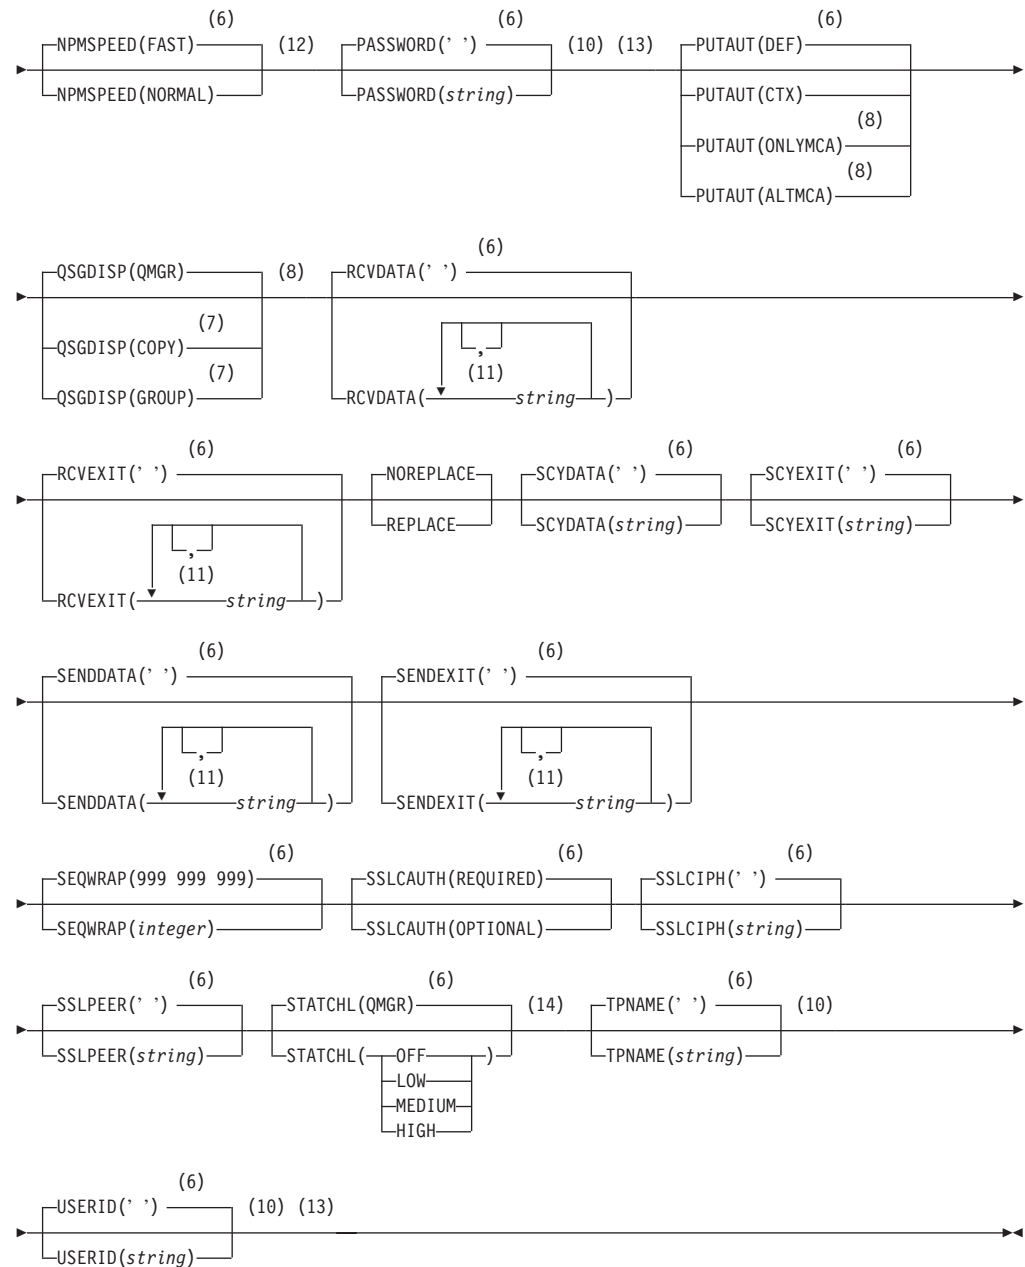 (6) (6) (6)
NPMSPEED(FAST) (12) PASSWORD(’ ’) (10) (13) PUTAUT(DEF)
NPMSPEED(NORMAL) PASSWORD(string) PUTAUT(CTX)
(8)
PUTAUT(ONLYMCA)
(8)
PUTAUT(ALTMCA)
(6)
QSGDISP(QMGR) (8) RCVDATA(’ ’)
(7)
QSGDISP(COPY) ,
(7) (11)
QSGDISP(GROUP) RCVDATA( string )
(6) (6) (6)
RCVEXIT(’ ’) NOREPLACE SCYDATA(’ ’) SCYEXIT(’ ’)
REPLACE SCYDATA(string) SCYEXIT(string)
,
(11)
RCVEXIT( string )
(6) (6)
SENDDATA(’ ’) SENDEXIT(’ ’)
, ,
(11) (11)
SENDDATA( string ) SENDEXIT( string )
(6) (6) (6)
SEQWRAP(999 999 999) SSLCAUTH(REQUIRED) SSLCIPH(’ ’)
SEQWRAP(integer) SSLCAUTH(OPTIONAL) SSLCIPH(string)
(6) (6) (6)
SSLPEER(’ ’) STATCHL(QMGR) (14) TPNAME(’ ’) (10)
SSLPEER(string) STATCHL( OFF ) TPNAME(string)
LOW
MEDIUM
HIGH
(6)
USERID(’ ’) (10) (13)
USERID(string)